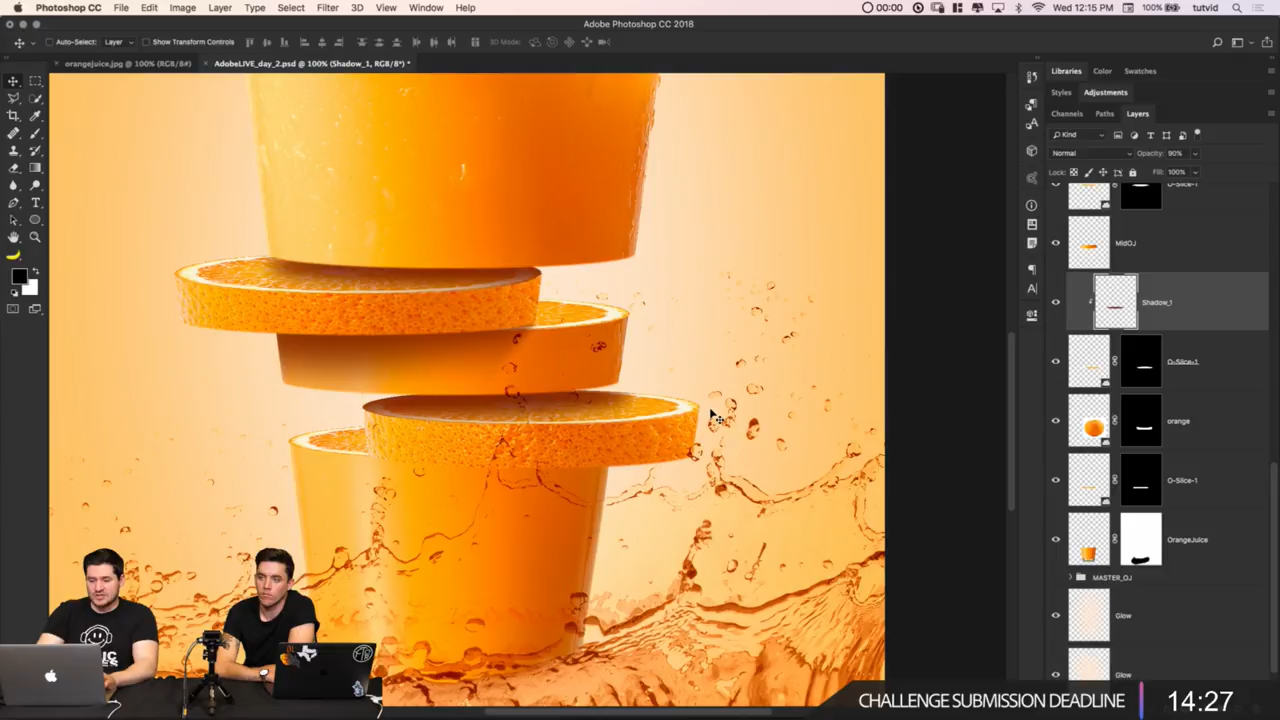 Photoshop CC File Edit Image Layer Type Select Filter 3D View Window Help
00:00 Wed 12:15 PM 100% tutvid
Adobe Photoshop CC 2018
Auto-Select: Layer Show Transform Controls 3D Mode:
× orangejuice.jpg @ 100% (RGB/8#) × AdobeLIVE_day_2.psd @ 100% (Shadow_1, RGB/8*) *
Libraries Color Swatches
Styles Adjustments
Channels Paths Layers
Kind
Normal Opacity: 90%
Lock: Fill: 100%
O-Slice-1
MidOJ
Shadow_1
O-Slice-1
orange
O-Slice-1
OrangeJuice
MASTER_OJ
Glow
Glow
CHALLENGE SUBMISSION DEADLINE 14:27